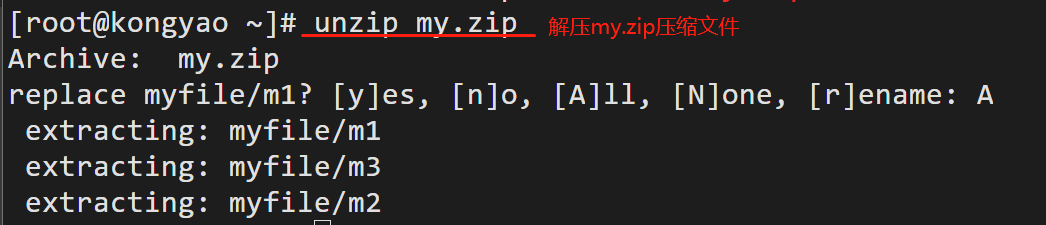 [root@kongyao ~]# unzip my.zip 解压my.zip压缩文件
Archive:  my.zip
replace myfile/m1? [y]es, [n]o, [A]ll, [N]one, [r]ename: A
 extracting: myfile/m1
 extracting: myfile/m3
 extracting: myfile/m2